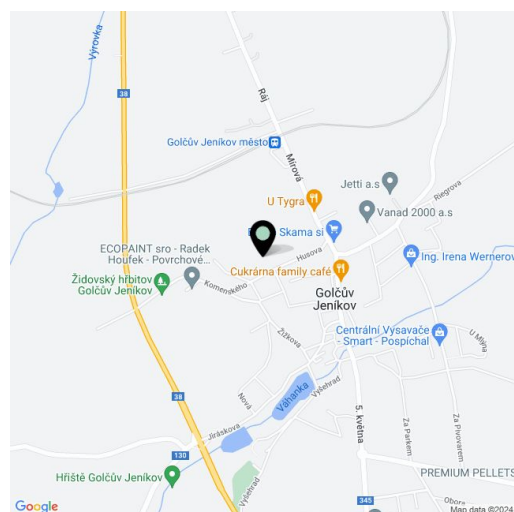 Výrovka
38
Ráj
Golčův Jeníkov město
Mírová
Jetti a.s
Riegrova
U Tygra
Vanad 2000 a.s
Skama si
Husova
ECOPAINT sro - Radek
Houfek - Povrchové...
Ing. Irena Wernerov
Cukrárna family café
Židovský hřbitov
Golčův Jeníkov
Komenského
Golčův
Jeníkov
Žižkova
Centrální Vysavače
- Smart - Pospíchal
U Mlýna
Nová
Váhanka
Vyšehrad
38
Jiráskova
5. května
Za Parkem
Za Pivovarem
130
Hřiště Golčův Jeníkov
Vyšehrad
PREMIUM PELLETS
345
Obora
Google
Map data ©2024